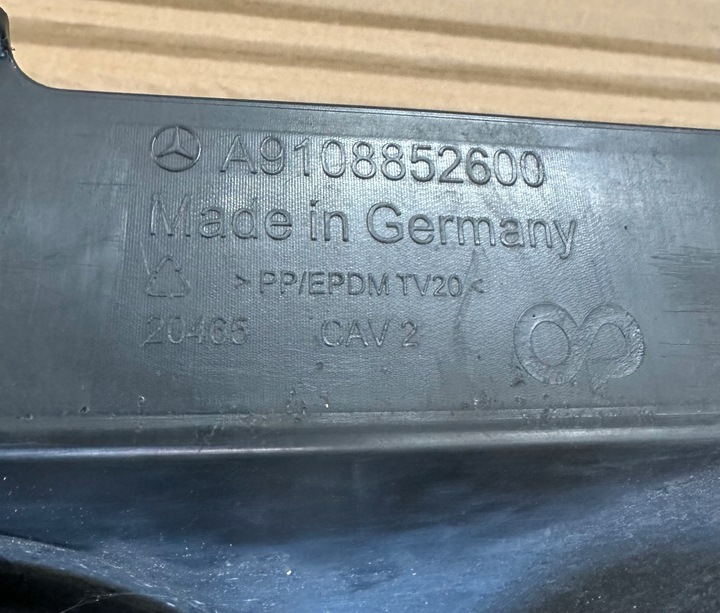 A9108852600
Made in Germany
>PP/EPDM TV20<
20465 CAV 2